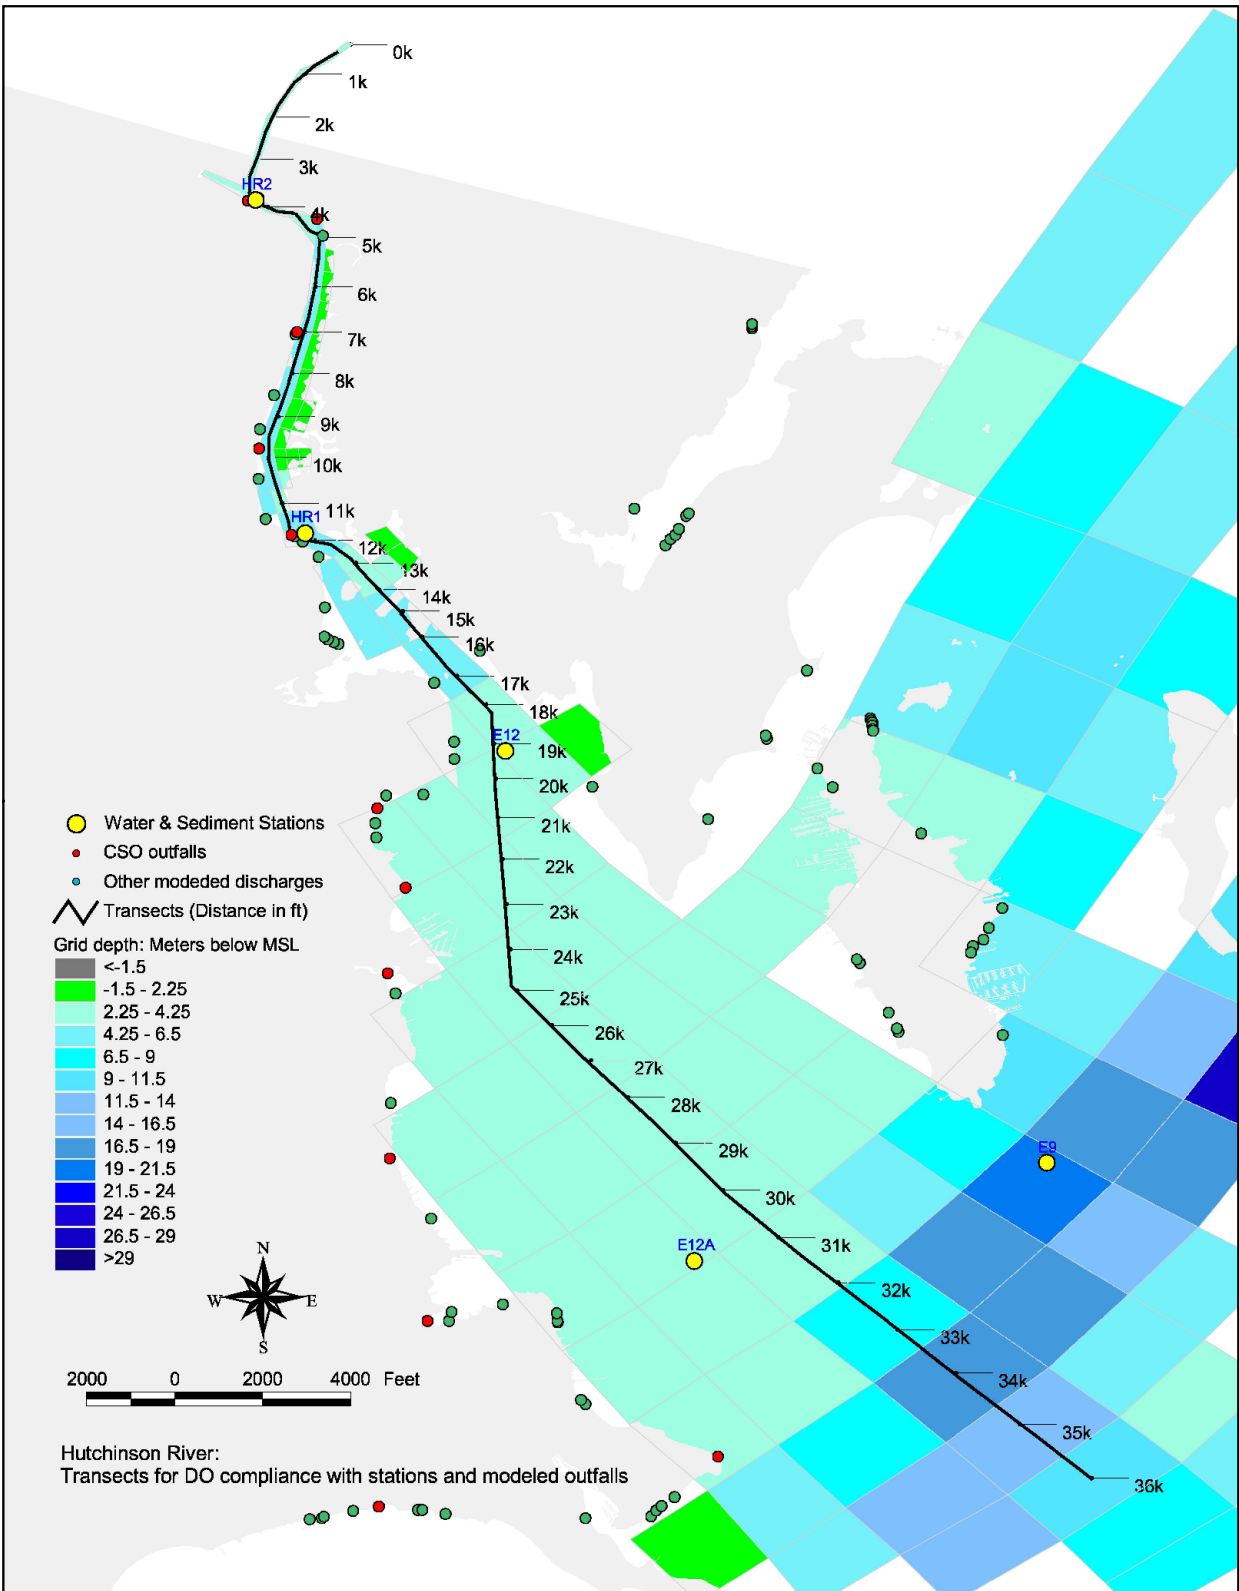 0k
1k
2k
3k
HR2
4k
5k
6k
7k
8k
9k
10k
11k
HR1
12k
13k
14k
15k
16k
17k
18k
E12
19k
20k
21k
22k
23k
24k
25k
26k
27k
28k
29k
30k
E9
E12A
31k
32k
33k
34k
35k
36k
Water & Sediment Stations
CSO outfalls
Other modeded discharges
Transects (Distance in ft)
Grid depth: Meters below MSL
<-1.5
-1.5 - 2.25
2.25 - 4.25
4.25 - 6.5
6.5 - 9
9 - 11.5
11.5 - 14
14 - 16.5
16.5 - 19
19 - 21.5
21.5 - 24
24 - 26.5
26.5 - 29
>29
N
W E
S
2000 0 2000 4000 Feet
Hutchinson River:
Transects for DO compliance with stations and modeled outfalls